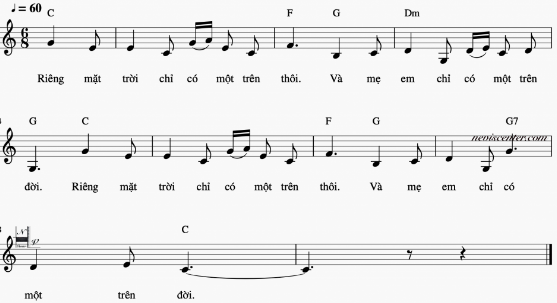 ♩ = 60
C F G Dm
Riêng mặt trời chỉ có một trên thôi. Và mẹ em chỉ có một trên
G C F G G7
neviscenter.com
đời. Riêng mặt trời chỉ có một trên thôi. Và mẹ em chỉ có
C
một trên đời.